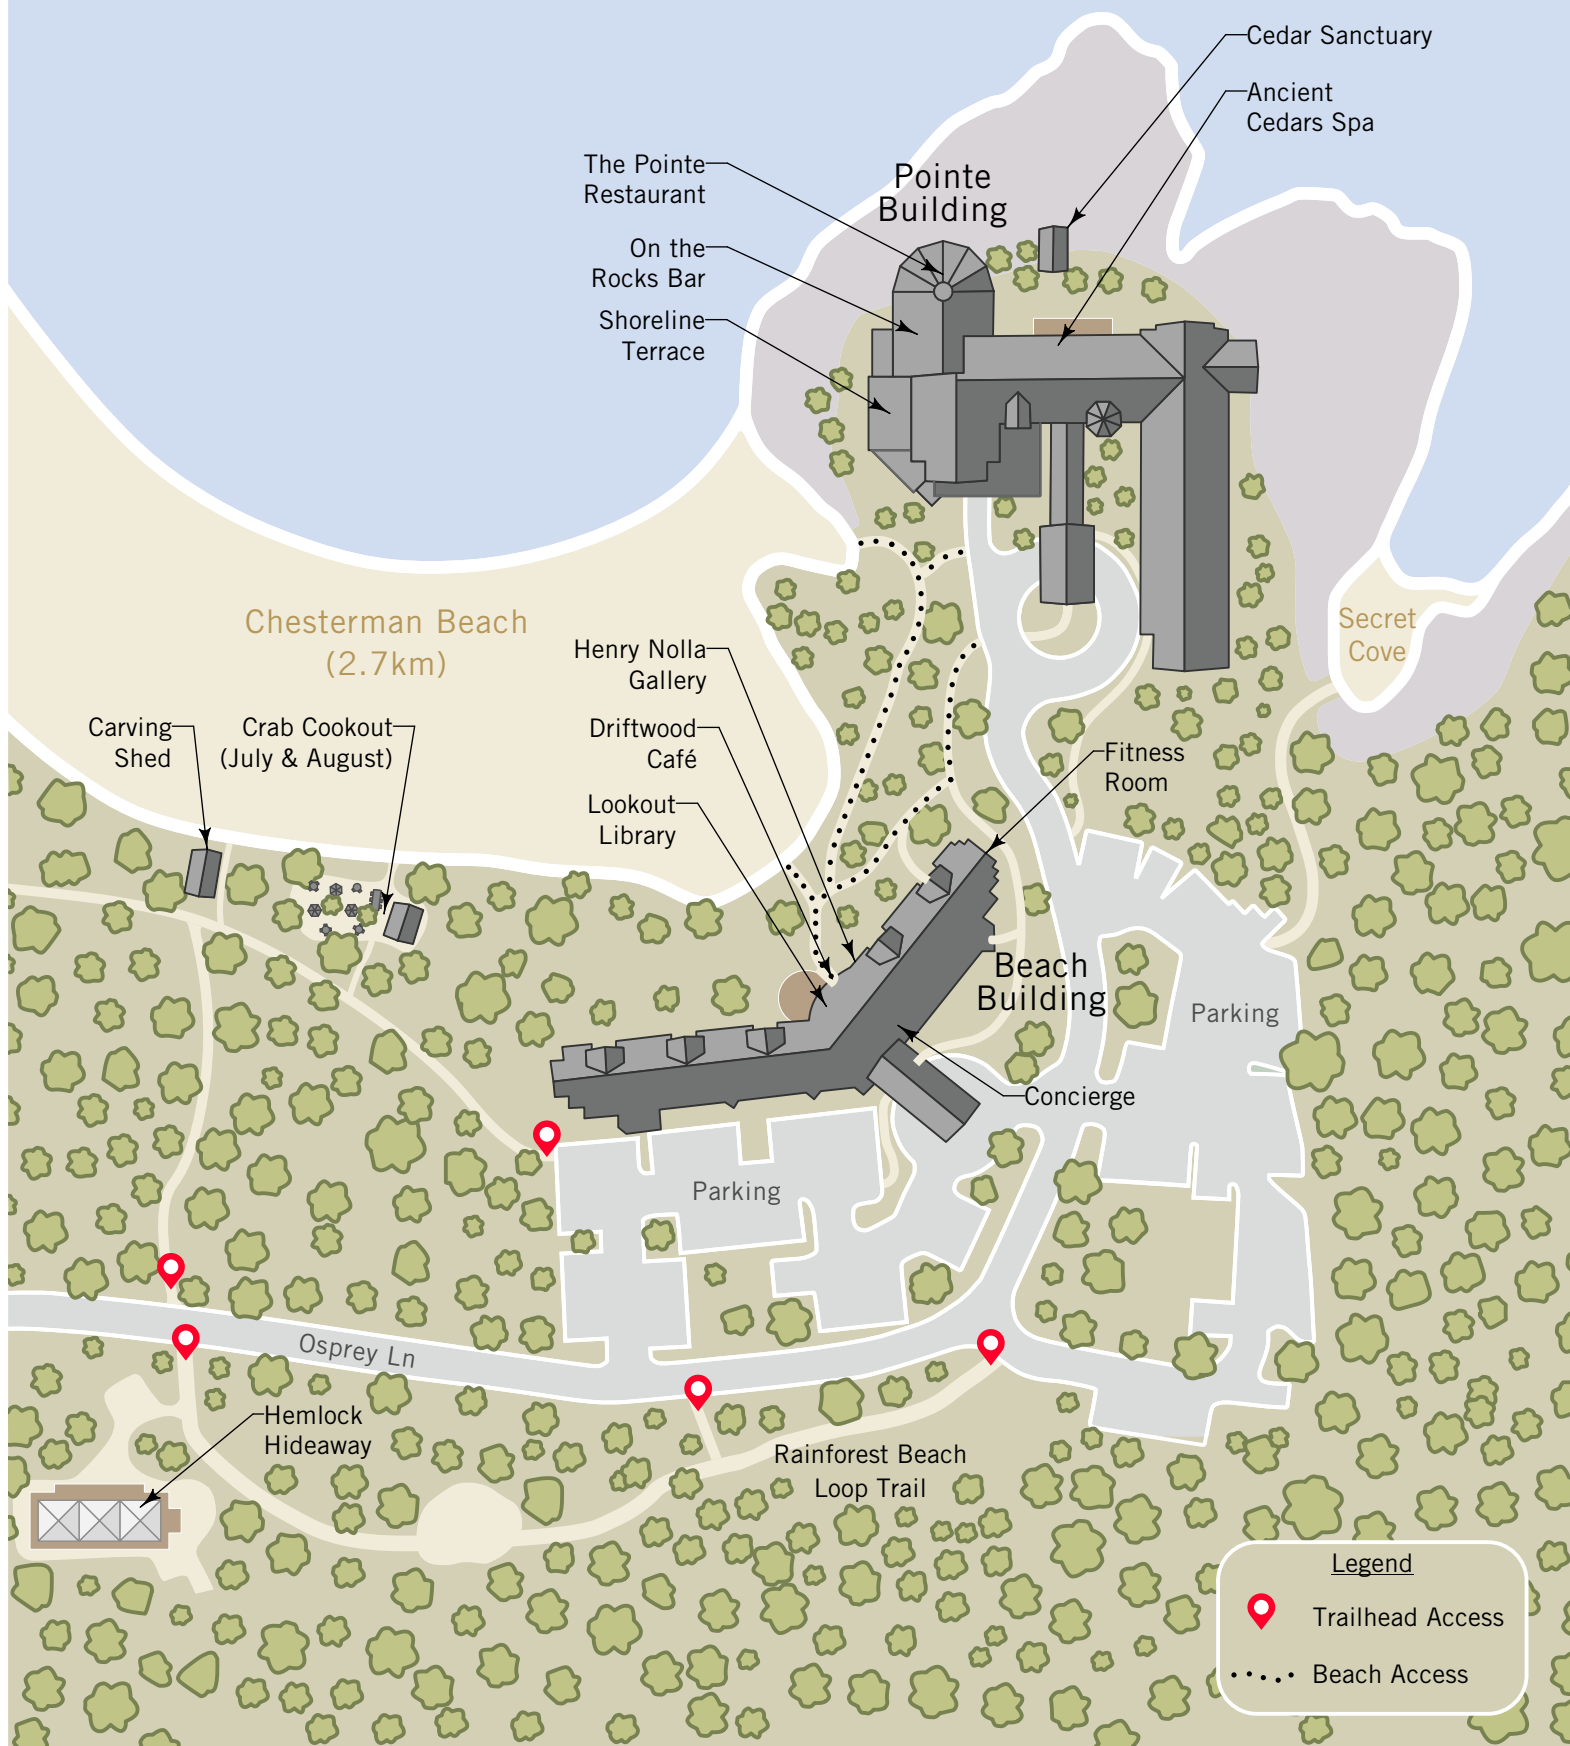 Cedar Sanctuary
Ancient
Cedars Spa
The Pointe
Restaurant
Pointe
Building
On the
Rocks Bar
Shoreline
Terrace
Chesterman Beach
(2.7km)
Secret
Cove
Henry Nolla
Gallery
Carving
Shed
Crab Cookout
(July & August)
Driftwood
Café
Fitness
Room
Lookout
Library
Beach
Building
Parking
Concierge
Parking
Osprey Ln
Hemlock
Hideaway
Rainforest Beach
Loop Trail
Legend
Trailhead Access
Beach Access